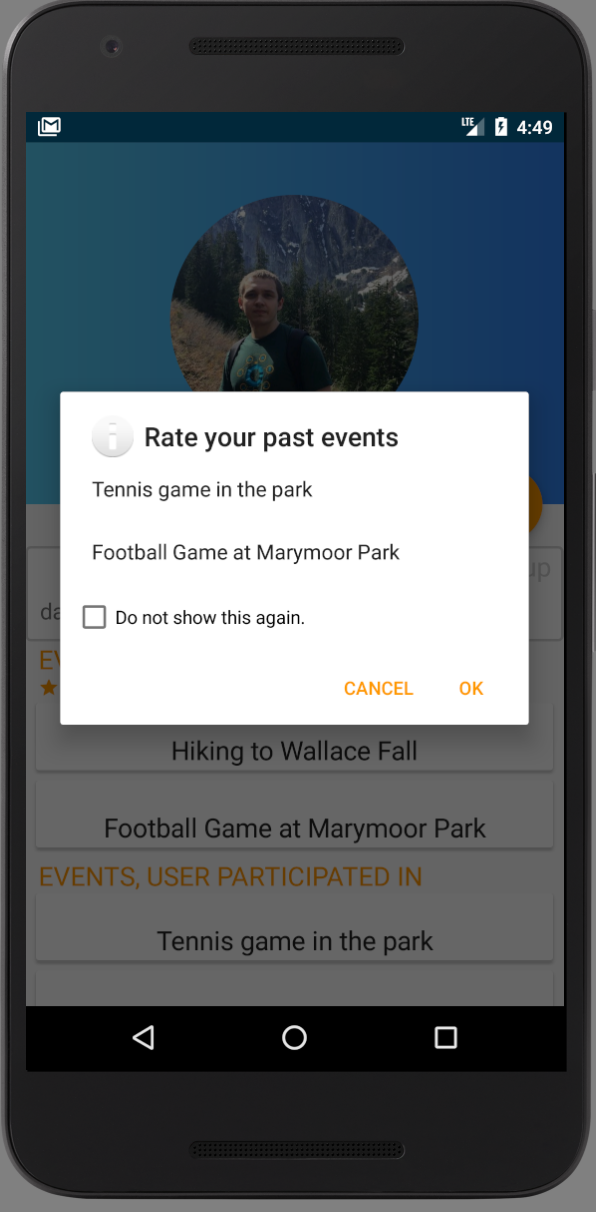 LTE 4:49
Rate your past events
Tennis game in the park
Football Game at Marymoor Park
up
da
Do not show this again.
EV
CANCEL OK
Hiking to Wallace Fall
Football Game at Marymoor Park
EVENTS, USER PARTICIPATED IN
Tennis game in the park